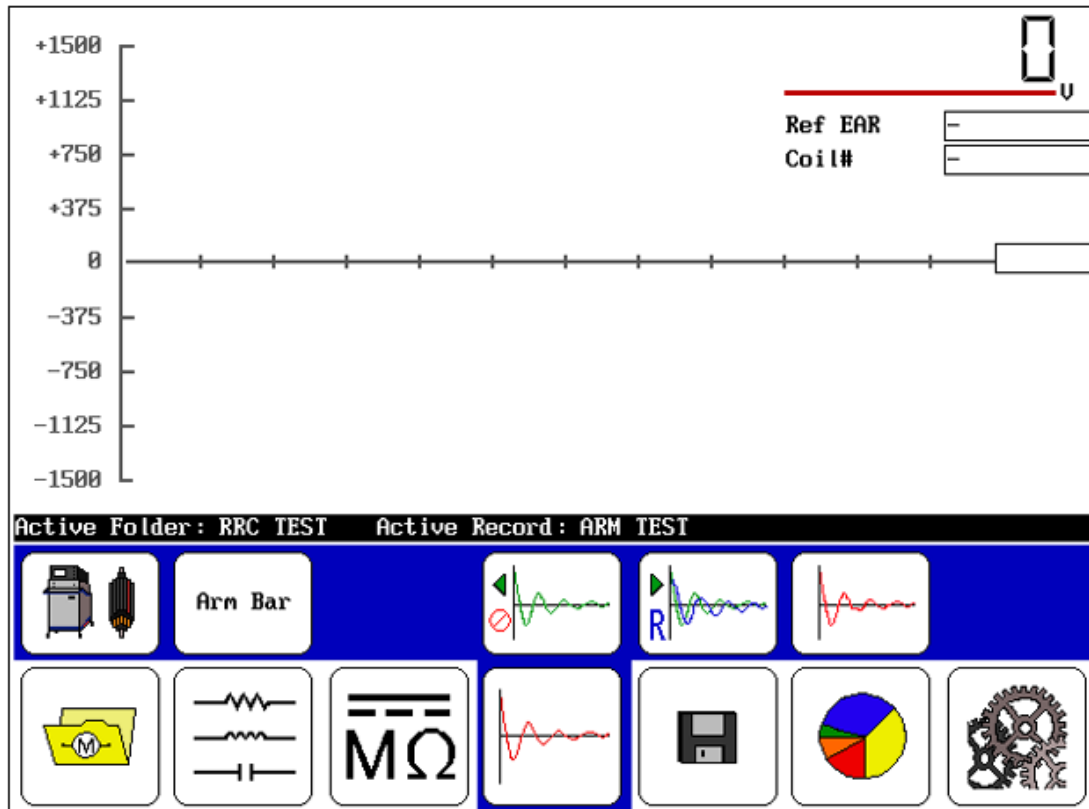 +1500
0
V
+1125
Ref EAR –
+750
Coil# –
+375
0
−375
−750
−1125
−1500
Active Folder: RRC TEST Active Record: ARM TEST
Arm Bar
R
M
MΩ